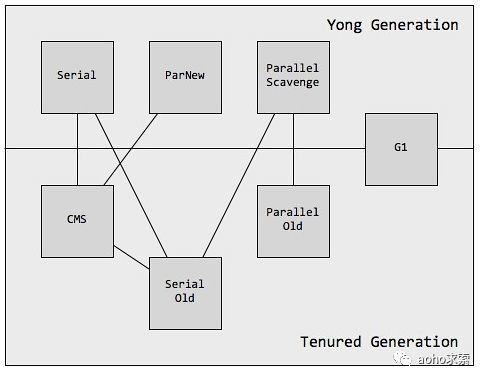 Yong Generation
Serial
ParNew
Parallel
Scavenge
G1
CMS
Parallel
Old
Serial
Old
Tenured Generation
aoho求索